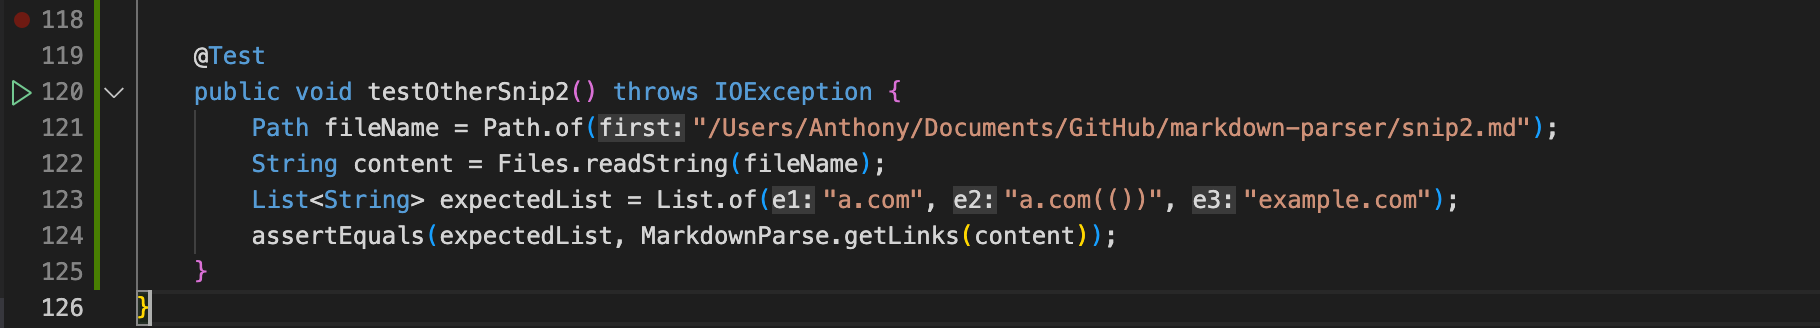 118
119 @Test
120 public void testOtherSnip2() throws IOException {
121 Path fileName = Path.of(first: "/Users/Anthony/Documents/GitHub/markdown-parser/snip2.md");
122 String content = Files.readString(fileName);
123 List<String> expectedList = List.of(e1: "a.com", e2: "a.com(())", e3: "example.com");
124 assertEquals(expectedList, MarkdownParse.getLinks(content));
125 }
126 }